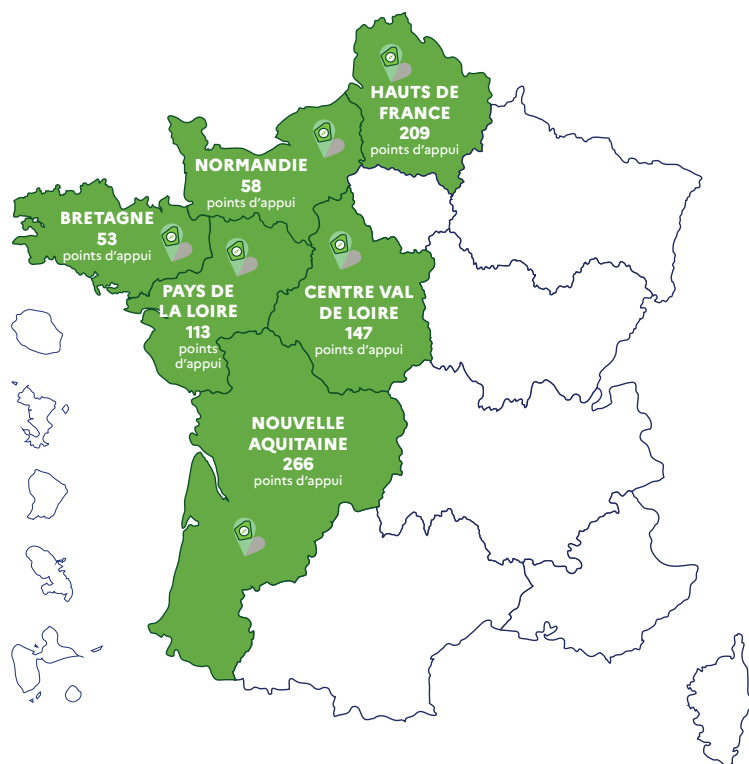 HAUTS DE
FRANCE
209
points d'appui
NORMANDIE
58
points d'appui
BRETAGNE
53
points d'appui
PAYS DE
LA LOIRE
113
points
d'appui
CENTRE VAL
DE LOIRE
147
points d'appui
NOUVELLE
AQUITAINE
266
points d'appui